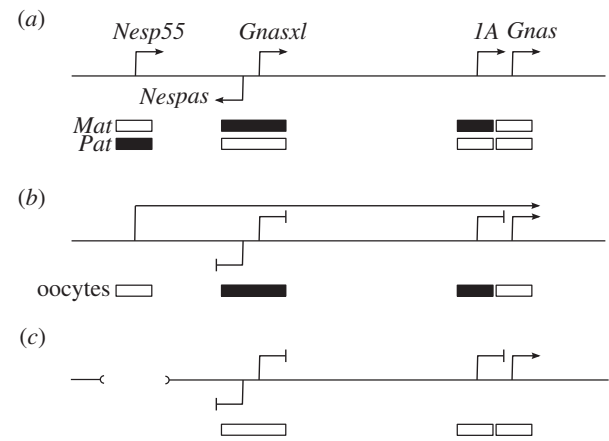 (a)
Nesp55 Gnasxl 1A Gnas
Nespas
Mat
Pat
(b)
oocytes
(c)